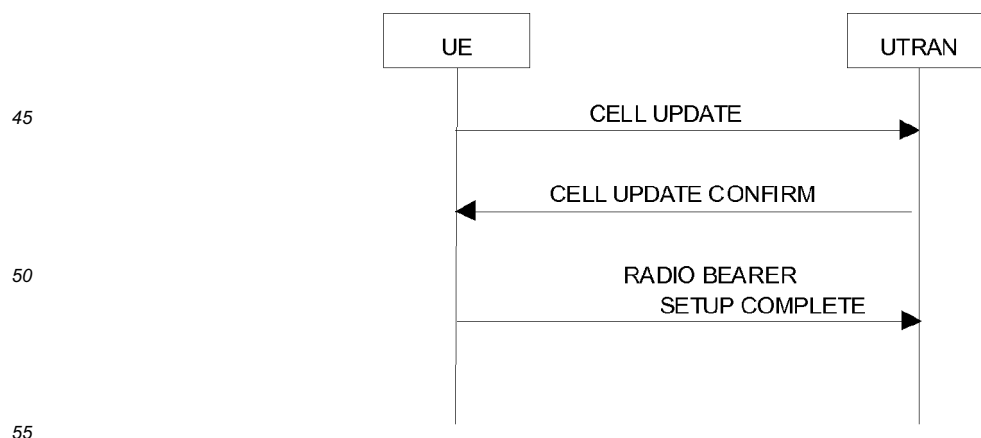 UE
UTRAN
45
CELL UPDATE
CELL UPDATE CONFIRM
50
RADIO BEARER
SETUP COMPLETE
55